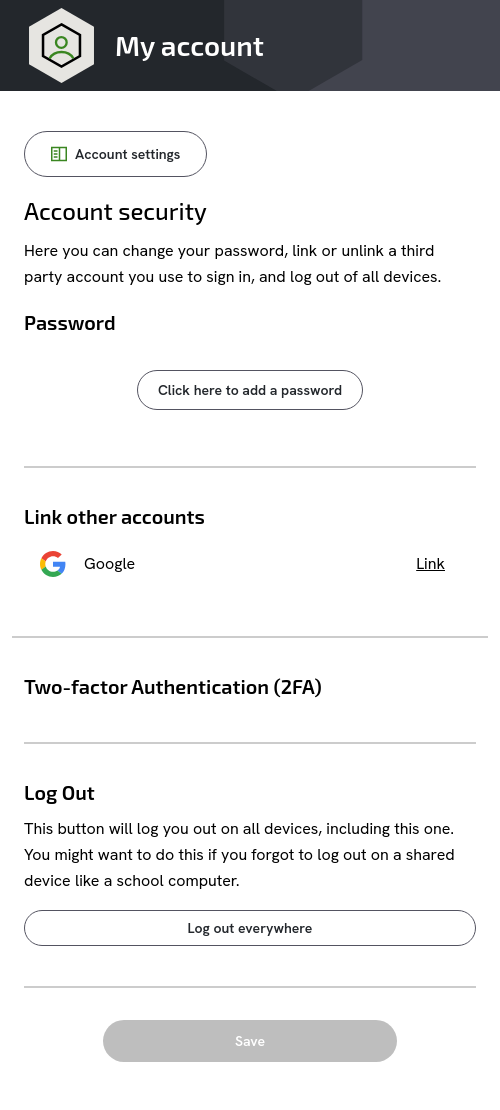 My account
Account settings
Account security
Here you can change your password, link or unlink a third
party account you use to sign in, and log out of all devices.
Password
Click here to add a password
Link other accounts
Google
Link
Two-factor Authentication (2FA)
Log Out
This button will log you out on all devices, including this one.
You might want to do this if you forgot to log out on a shared
device like a school computer.
Log out everywhere
Save